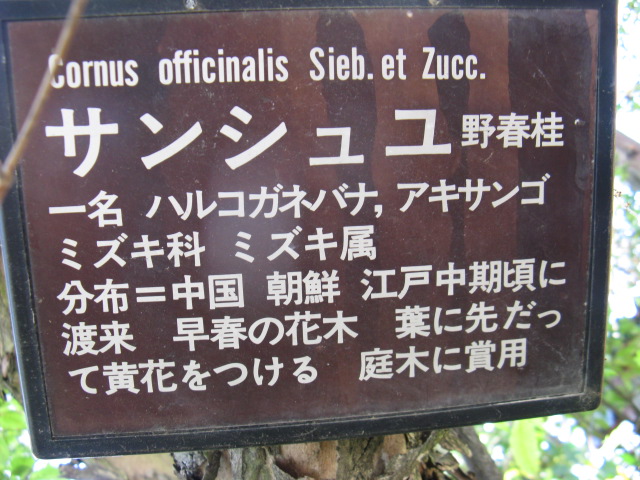 Cornus officinalis Sieb. et Zucc.
サンシュユ 野春桂
一名 ハルコガネバナ, アキサンゴ
ミズキ科 ミズキ属
分布=中国 朝鮮 江戸中期頃に
渡来 早春の花木 葉に先だっ
て黄花をつける 庭木に賞用